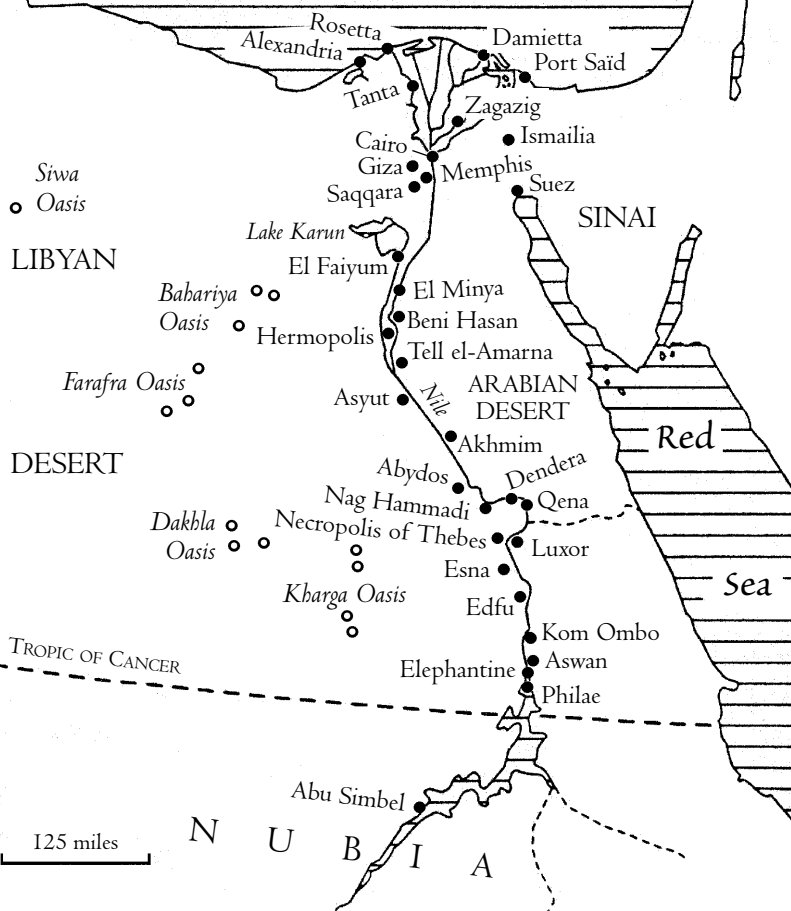 Rosetta
Alexandria
Damietta
Port Saïd
Tanta
Zagazig
Ismailia
Cairo
Giza
Memphis
Saqqara
Suez
Siwa
Oasis
SINAI
Lake Karun
LIBYAN
El Faiyum
Bahariya
Oasis
El Minya
Beni Hasan
Hermopolis
Tell el-Amarna
Farafra Oasis
Asyut
Nile
ARABIAN
DESERT
Red
Akhmim
DESERT
Abydos
Dendera
Nag Hammadi
Qena
Dakhla
Oasis
Necropolis of Thebes
Luxor
Esna
Sea
Kharga Oasis
Edfu
Kom Ombo
TROPIC OF CANCER
Aswan
Elephantine
Philae
Abu Simbel
125 miles
NUBIA